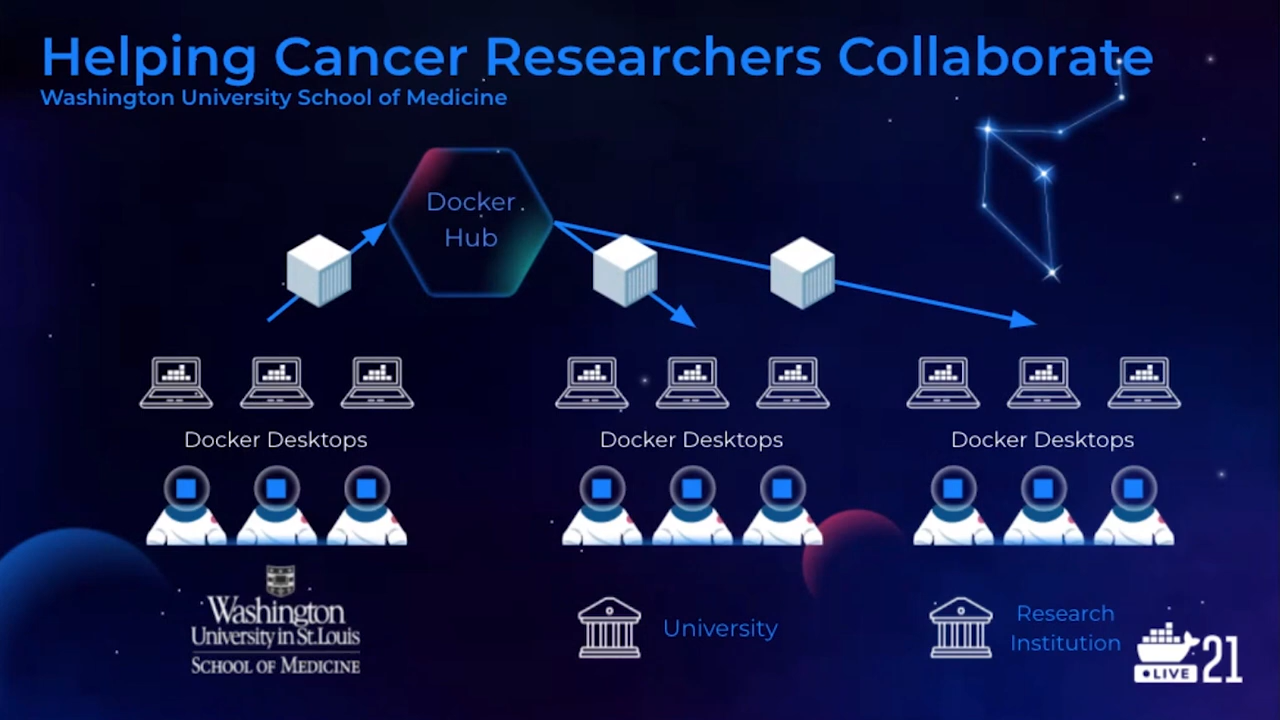 Helping Cancer Researchers Collaborate
Washington University School of Medicine
Docker
Hub
Docker Desktops
Docker Desktops
Docker Desktops
Washington
University in St. Louis
SCHOOL OF MEDICINE
University
Research
Institution
LIVE 21